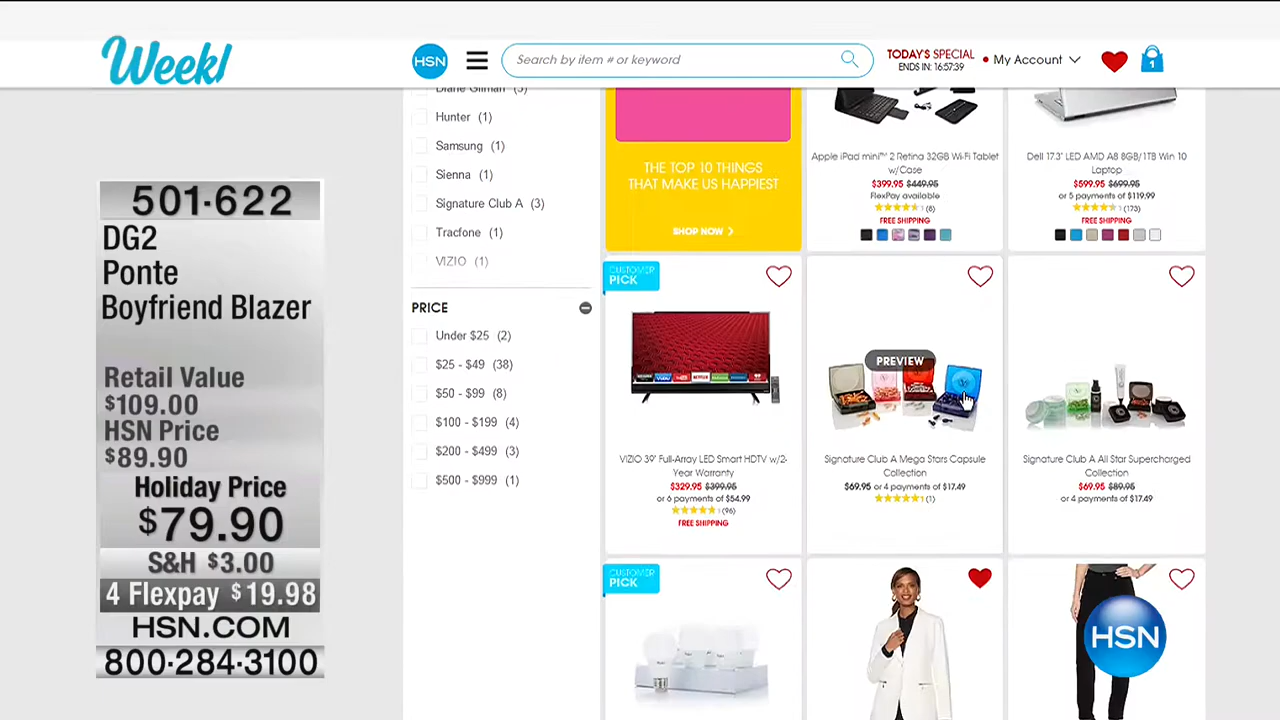 Week!
HSN
Search by item # or keyword
TODAY'S SPECIAL
ENDS IN: 16:57:39
My Account
1
501-622
DG2
Ponte
Boyfriend Blazer
Retail Value
$109.00
HSN Price
$89.90
Holiday Price
$79.90
S&H $3.00
4 Flexpay $19.98
HSN.COM
800-284-3100
Diane Gilman (3)
Hunter (1)
Samsung (1)
Sienna (1)
Signature Club A (3)
Tracfone (1)
VIZIO (1)
PRICE
Under $25 (2)
$25 - $49 (38)
$50 - $99 (8)
$100 - $199 (4)
$200 - $499 (3)
$500 - $999 (1)
THE TOP 10 THINGS
THAT MAKE US HAPPIEST
SHOP NOW
Apple iPad mini™ 2 Retina 32GB Wi-Fi Tablet
w/Case
$399.95 $449.95
FlexPay available
(8)
FREE SHIPPING
Dell 17.3" LED AMD A8 8GB/1TB Win 10
Laptop
$599.95 $699.95
or 5 payments of $119.99
(173)
FREE SHIPPING
CUSTOMER
PICK
VIZIO 39" Full-Array LED Smart HDTV w/2-
Year Warranty
$329.95 $399.95
or 6 payments of $54.99
(96)
FREE SHIPPING
PREVIEW
Signature Club A Mega Stars Capsule
Collection
$69.95 or 4 payments of $17.49
(1)
Signature Club A All Star Supercharged
Collection
$69.95 $89.95
or 4 payments of $17.49
CUSTOMER
PICK
HSN